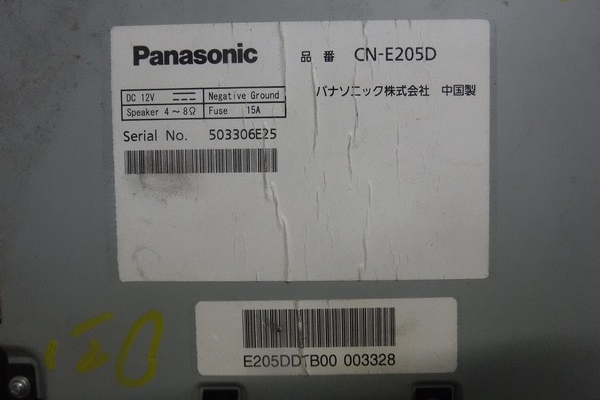 Panasonic 品番 CN-E205D
DC 12V Negative Ground
Speaker 4～8Ω Fuse 15A
パナソニック株式会社 中国製
Serial No. 503306E25
E205DDTB00 003328